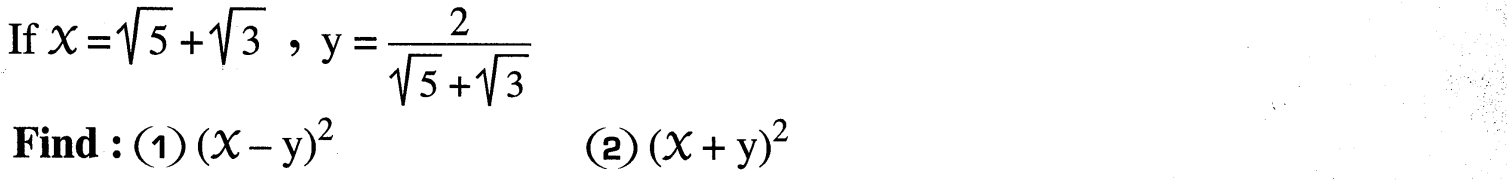 If x = √5 + √3 , y = 2 / (√5 + √3)
Find : (1) (x – y)² (2) (x + y)²